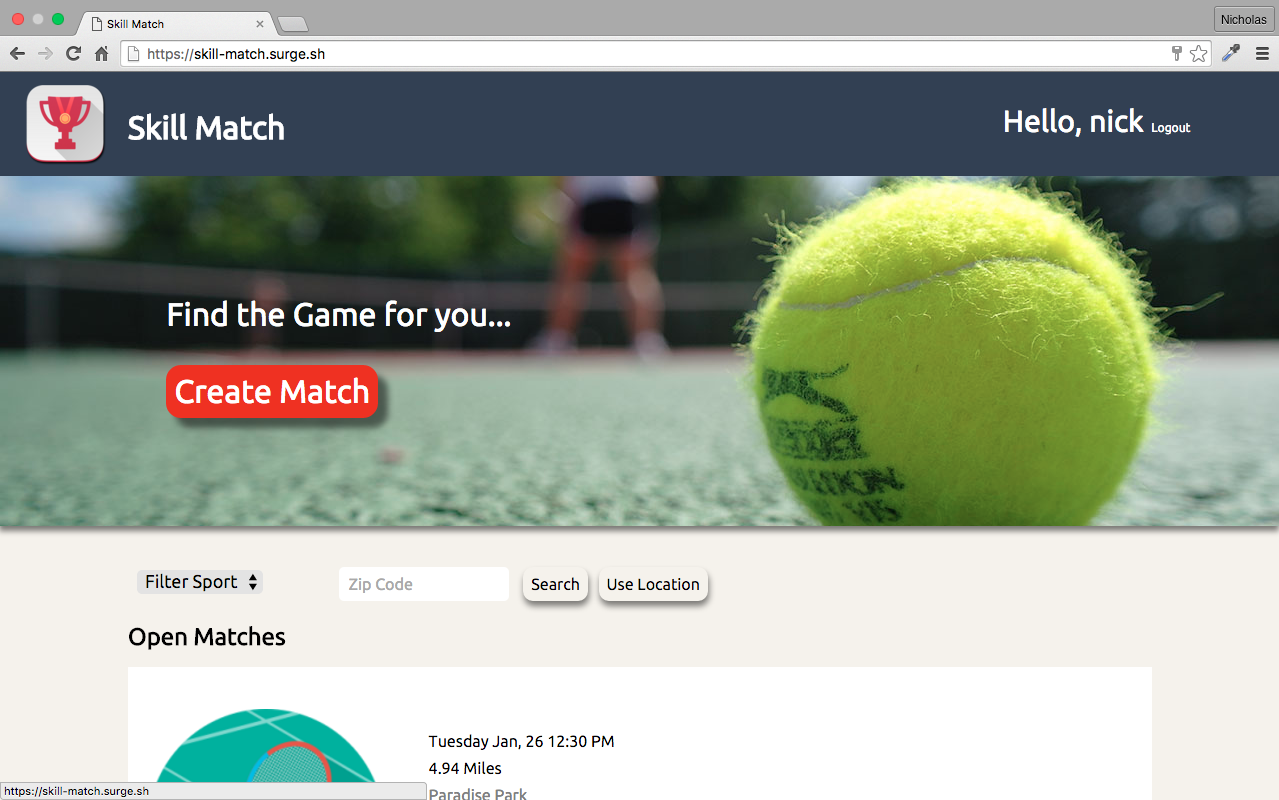 Skill Match
Nicholas
https://skill-match.surge.sh
Skill Match
Hello, nick Logout
Find the Game for you...
Create Match
Filter Sport
Zip Code
Search
Use Location
Open Matches
Tuesday Jan, 26 12:30 PM
4.94 Miles
Paradise Park
https://skill-match.surge.sh